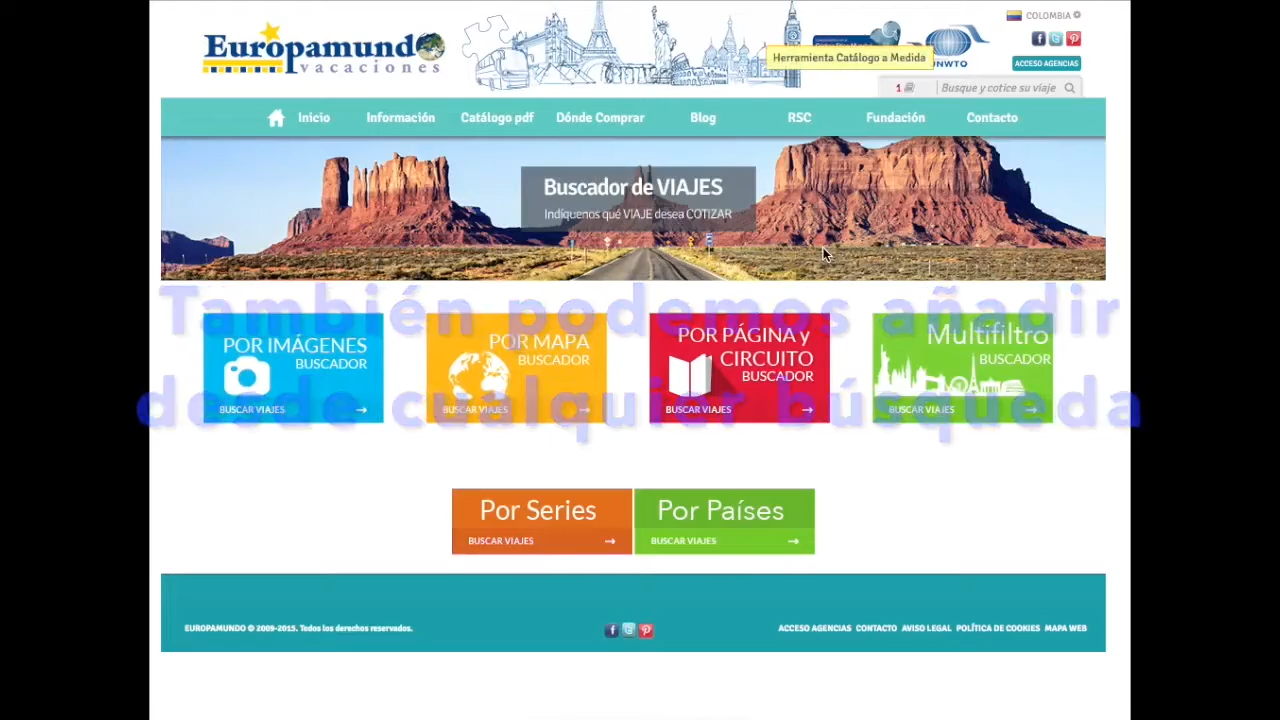 COLOMBIA
Europamundo
vacaciones
Herramienta Catálogo a Medida
ACCESO AGENCIAS
1
Busque y cotice su viaje
Inicio
Información
Catálogo pdf
Dónde Comprar
Blog
RSC
Fundación
Contacto
Buscador de VIAJES
Indíquenos qué VIAJE desea COTIZAR
También podemos añadir
desde cualquier búsqueda
POR IMÁGENES
BUSCADOR
BUSCAR VIAJES
POR MAPA
BUSCADOR
BUSCAR VIAJES
POR PÁGINA y
CIRCUITO
BUSCADOR
BUSCAR VIAJES
Multifiltro
BUSCADOR
BUSCAR VIAJES
Por Series
BUSCAR VIAJES
Por Países
BUSCAR VIAJES
EUROPAMUNDO © 2009-2015. Todos los derechos reservados.
ACCESO AGENCIAS CONTACTO AVISO LEGAL POLÍTICA DE COOKIES MAPA WEB